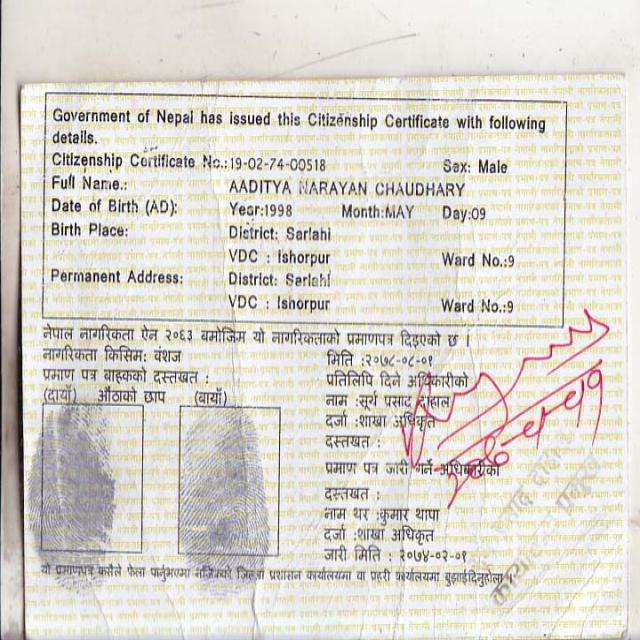 Government of Nepal has issued this Citizenship Certificate with following
details.
Citizenship Certificate No.:19-02-74-00518 Sex: Male
Full Name.: AADITYA NARAYAN CHAUDHARY
Date of Birth (AD): Year:1998 Month:MAY Day:09
Birth Place: District: Sarlahi
VDC : Ishorpur Ward No.:9
Permanent Address: District: Sarlahi
VDC : Ishorpur Ward No.:9
नेपाल नागरिकता ऐन २०६३ बमोजिम यो नागरिकताको प्रमाणपत्र दिइएको छ ।
नागरिकता किसिम: वंशज मिति :२०७८-०८-०१
प्रमाण पत्र बाहकको दस्तखत : प्रतिलिपि दिने अधिकारीको
(दायाँ) औंठाको छाप (बायाँ) नाम :सूर्य प्रसाद दाहाल
दर्जा :शाखा अधिकृत
दस्तखत :
प्रमाण पत्र जारी गर्ने अधिकारीको
दस्तखत :
नाम थर :कुमार थापा
दर्जा :शाखा अधिकृत
जारी मिति : २०७४-०२-०१
यो प्रमाणपत्र कसैले फेला पार्नुभएमा नजिकको जिल्ला प्रशासन कार्यालयमा वा प्रहरी कार्यालयमा बुझाईदिनुहोला ।